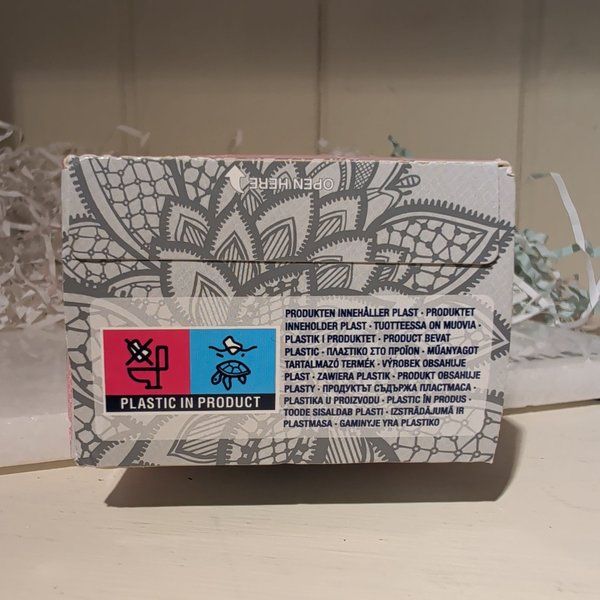 OPEN HERE
PRODUKTEN INNEHÅLLER PLAST · PRODUKTET
INNEHOLDER PLAST · TUOTTEESSA ON MUOVIA ·
PLASTIK I PRODUKTET · PRODUCT BEVAT
PLASTIC · ΠΛΑΣΤΙΚΟ ΣΤΟ ΠΡΟΪΟΝ · MŰANYAGOT
TARTALMAZÓ TERMÉK · VÝROBEK OBSAHUJE
PLAST · ZAWIERA PLASTIK · PRODUKT OBSAHUJE
PLASTY · ПРОДУКТЪТ СЪДЪРЖА ПЛАСТМАСА ·
PLASTIKA U PROIZVODU · PLASTIC ÎN PRODUS ·
TOODE SISALDAB PLASTI · IZSTRĀDĀJUMĀ IR
PLASTMASA · GAMINYJE YRA PLASTIKO
PLASTIC IN PRODUCT